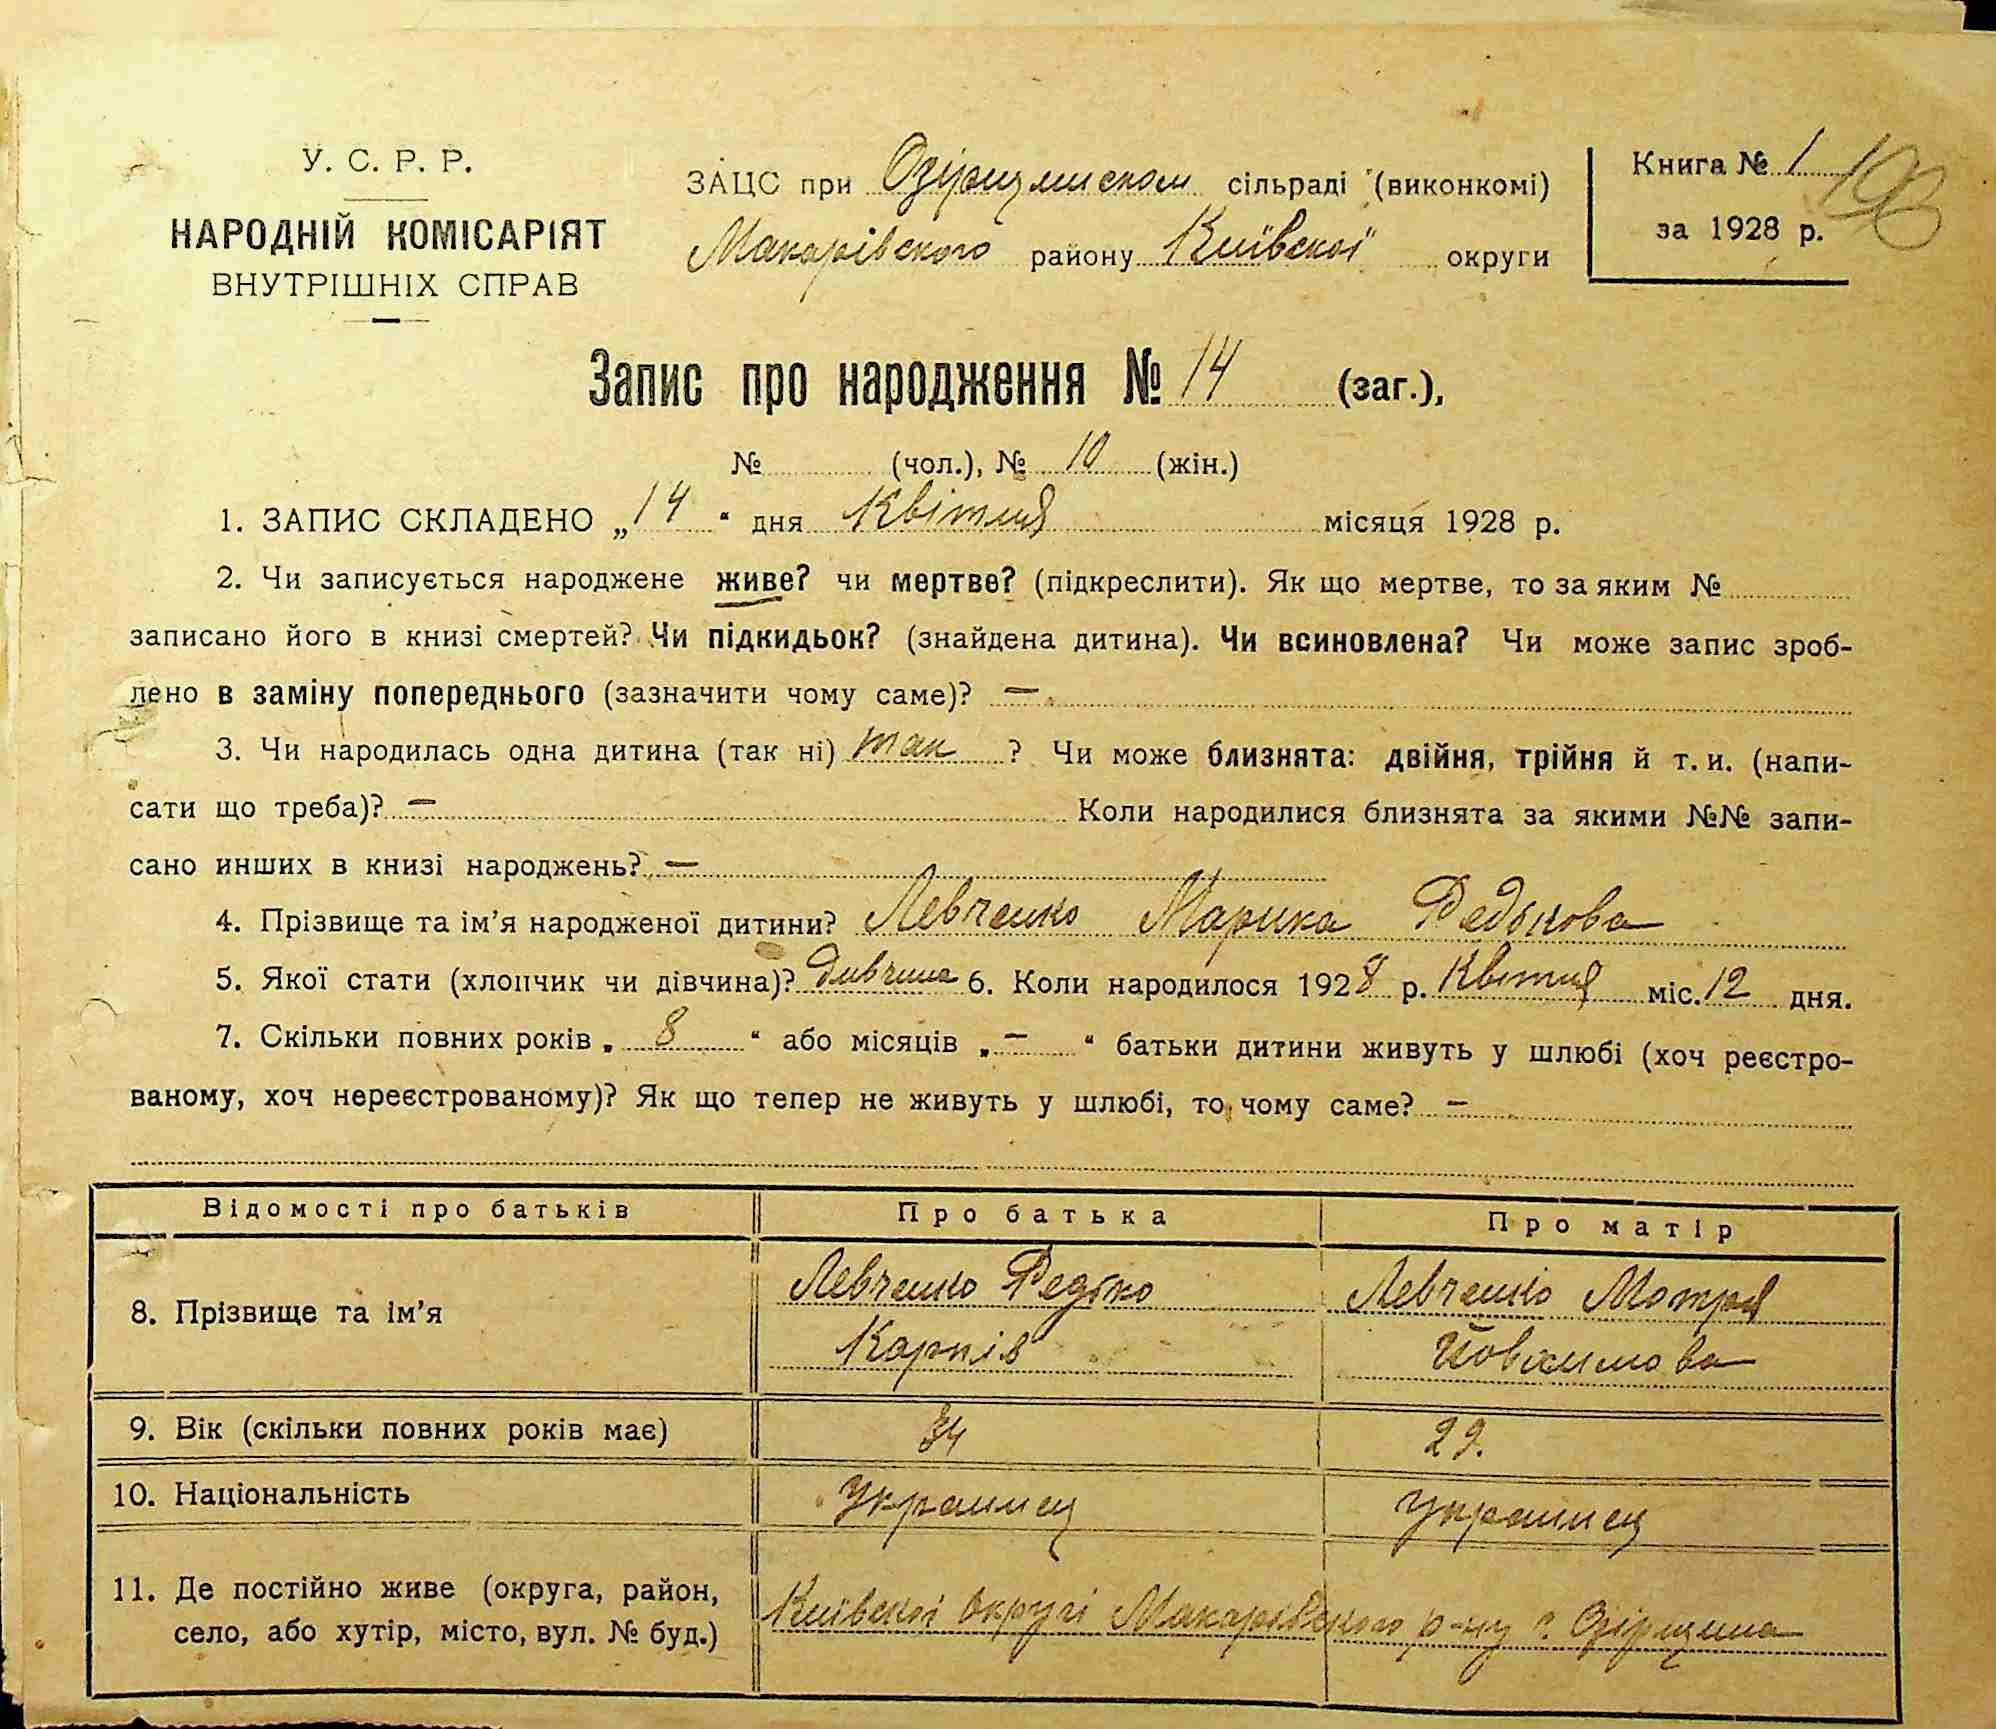 У. С. Р. Р.
НАРОДНІЙ КОМІСАРІЯТ
ВНУТРІШНІХ СПРАВ
ЗАЦС при Озірщинском сільраді (виконкомі)
Макарівского району Київскої округи
Книга № 1 193
за 1928 р.
Запис про народження № 14 (заг.),
№ (чол.), № 10 (жін.)
1. ЗАПИС СКЛАДЕНО „14“ дня Квітня місяця 1928 р.
2. Чи записується народжене живе? чи мертве? (підкреслити). Як що мертве, то за яким №
записано його в книзі смертей? Чи підкидьок? (знайдена дитина). Чи всиновлена? Чи може запис зроб-
лено в заміну попереднього (зазначити чому саме)? —
3. Чи народилась одна дитина (так ні) так ? Чи може близнята: двійня, трійня й т. и. (напи-
сати що треба)? — Коли народилися близнята за якими №№ запи-
сано инших в книзі народжень? —
4. Прізвище та ім'я народженої дитини? Левченко Марика Федькова
5. Якої стати (хлопчик чи дівчина)? дивчина 6. Коли народилося 1928 р. Квітня міс. 12 дня.
7. Скільки повних років „ 8 “ або місяців „ — “ батьки дитини живуть у шлюбі (хоч реєстро-
ваному, хоч нереєстрованому)? Як що тепер не живуть у шлюбі, то чому саме? —
Відомості про батьків Про батька Про матір
8. Прізвище та ім'я Левченко Федько Карпів Левченко Мотря Йовхимова
9. Вік (скільки повних років має) 34 29.
10. Національність Украинец Украинец
11. Де постійно живе (округа, район, село, або хутір, місто, вул. № буд.) Київскої округі Макарівского р-ну с. Озірщина